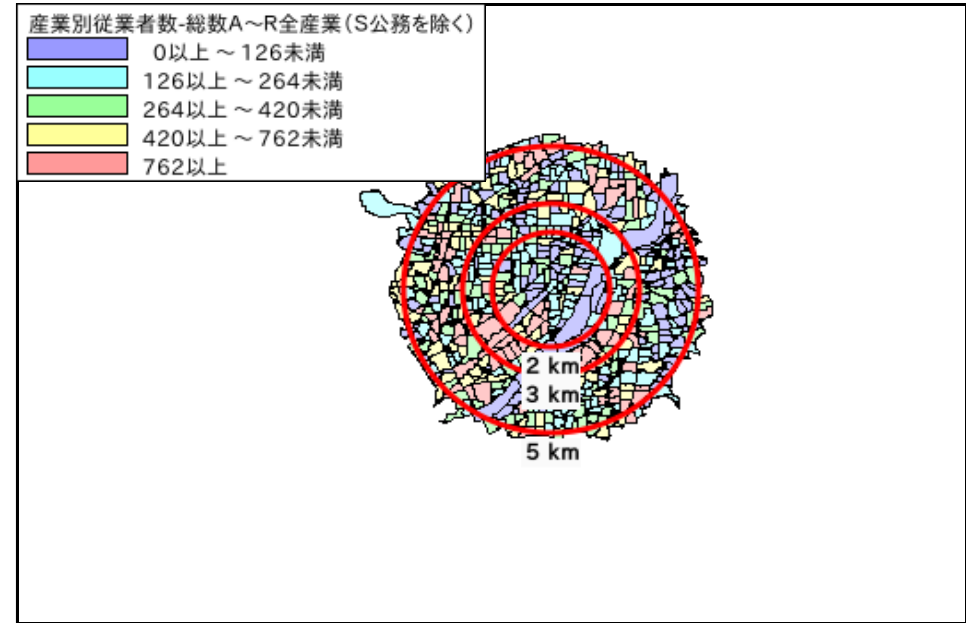 産業別従業者数-総数A～R全産業(S公務を除く)
0以上 ～ 126未満
126以上 ～ 264未満
264以上 ～ 420未満
420以上 ～ 762未満
762以上
2 km
3 km
5 km